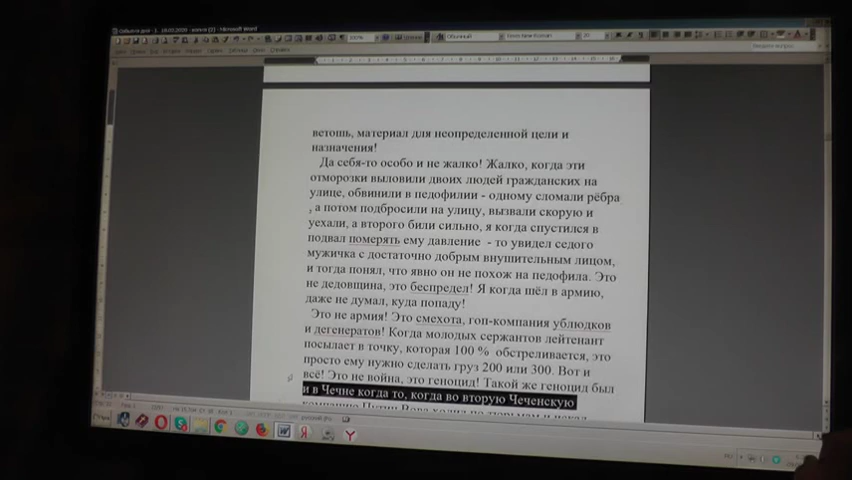 ветошь, материал для неопределенной цели и
назначения!
Да себя-то особо и не жалко! Жалко, когда эти
отморозки выловили двоих людей гражданских на
улице, обвинили в педофилии - одному сломали рёбра
, а потом подбросили на улицу, вызвали скорую и
уехали, а второго били сильно, я когда спустился в
подвал померять ему давление - то увидел седого
мужичка с достаточно добрым внушительным лицом,
и тогда понял, что явно он не похож на педофила. Это
не дедовщина, это беспредел! Я когда шёл в армию,
даже не думал, куда попаду!
Это не армия! Это смехота, гоп-компания ублюдков
и дегенератов! Когда молодых сержантов лейтенант
посылает в точку, которая 100 % обстреливается, это
просто ему нужно сделать груз 200 или 300. Вот и
всё! Это не война, это геноцид! Такой же геноцид был
и в Чечне когда то, когда во вторую Чеченскую